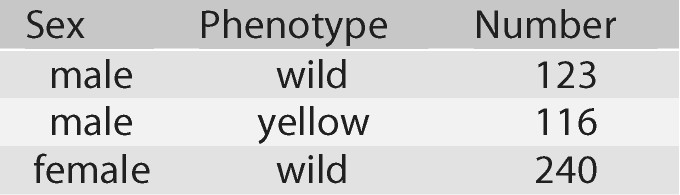 Sex Phenotype Number
male wild 123
male yellow 116
female wild 240